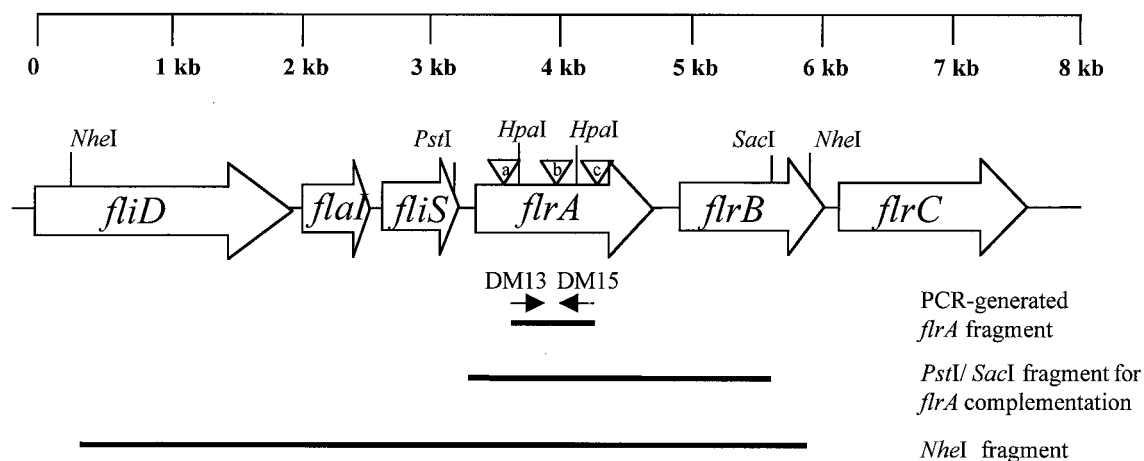 0 1 kb 2 kb 3 kb 4 kb 5 kb 6 kb 7 kb 8 kb
NheI PstI HpaI HpaI SacI NheI
a b c
fliD flaI fliS flrA flrB flrC
DM13 DM15
PCR-generated
flrA fragment
PstI/ SacI fragment for
flrA complementation
NheI fragment